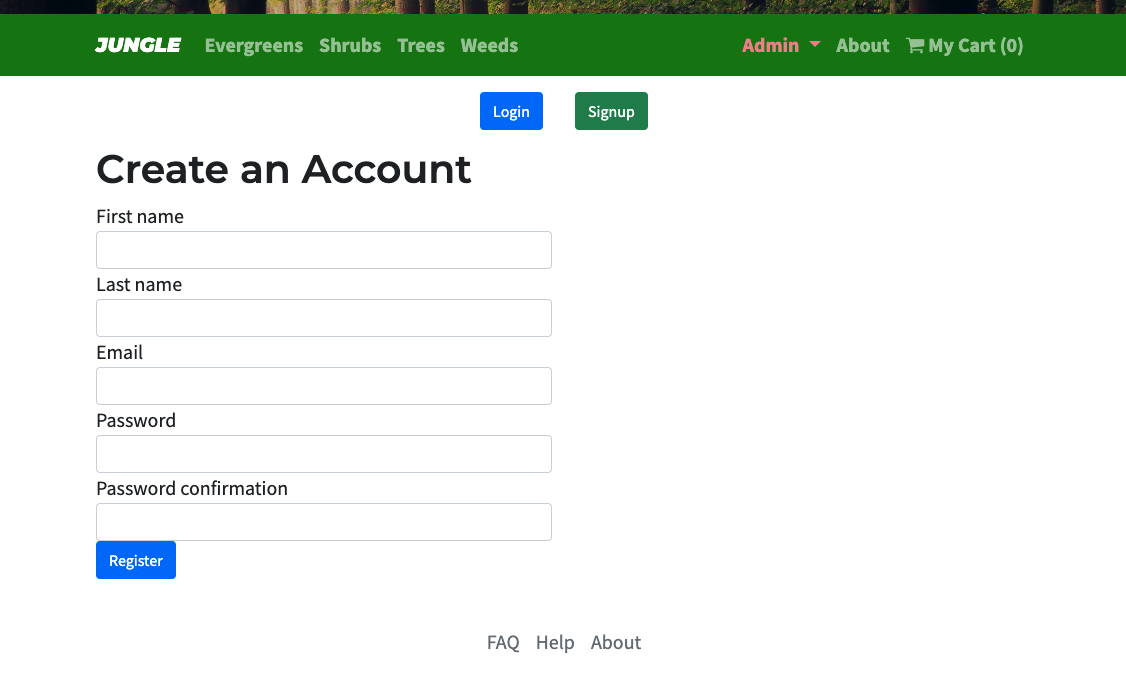 JUNGLE Evergreens Shrubs Trees Weeds Admin About My Cart (0)
Login Signup
Create an Account
First name
Last name
Email
Password
Password confirmation
Register
FAQ Help About